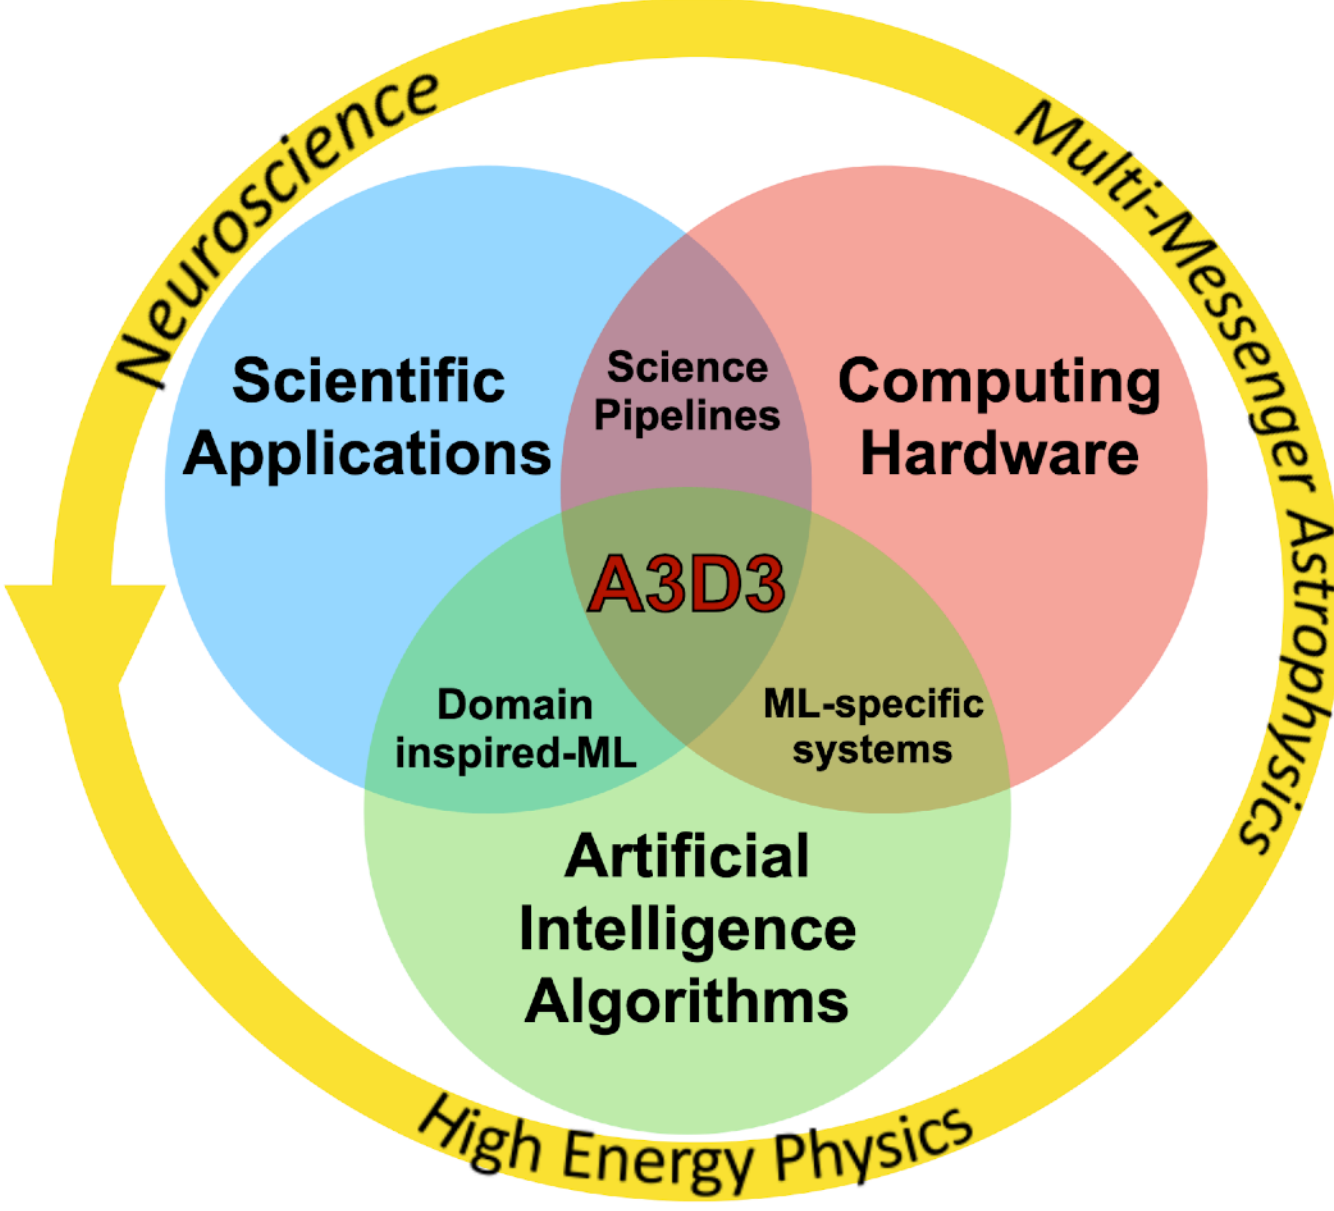 Neuroscience
Multi-Messenger Astrophysics
Scientific
Applications
Science
Pipelines
Computing
Hardware
A3D3
Domain
inspired-ML
ML-specific
systems
Artificial
Intelligence
Algorithms
High Energy Physics